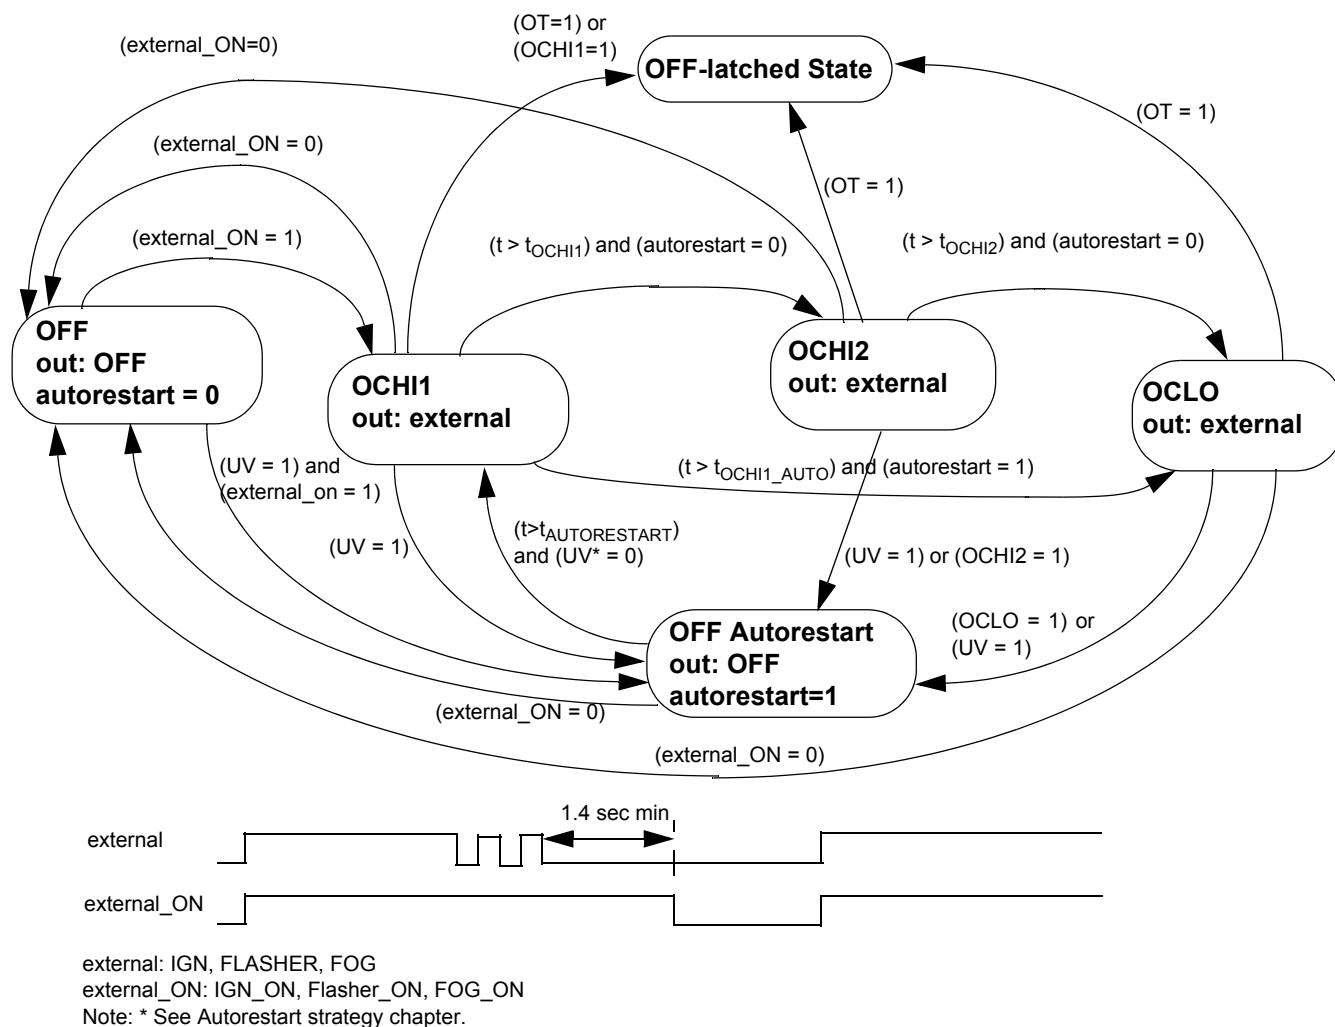 (external_ON=0)
(OT=1) or
(OCHI1=1)
OFF-latched State
(OT = 1)
(external_ON = 0)
(OT = 1)
(external_ON = 1)
(t > tOCHI1) and (autorestart = 0)
(t > tOCHI2) and (autorestart = 0)
OFF
out: OFF
autorestart = 0
OCHI1
out: external
OCHI2
out: external
OCLO
out: external
(UV = 1) and
(external_on = 1)
(t > tOCHI1_AUTO) and (autorestart = 1)
(UV = 1)
(t>tAUTORESTART)
and (UV* = 0)
(UV = 1) or (OCHI2 = 1)
OFF Autorestart
out: OFF
autorestart=1
(OCLO = 1) or
(UV = 1)
(external_ON = 0)
(external_ON = 0)
1.4 sec min
external
external_ON
external: IGN, FLASHER, FOG
external_ON: IGN_ON, Flasher_ON, FOG_ON
Note: * See Autorestart strategy chapter.